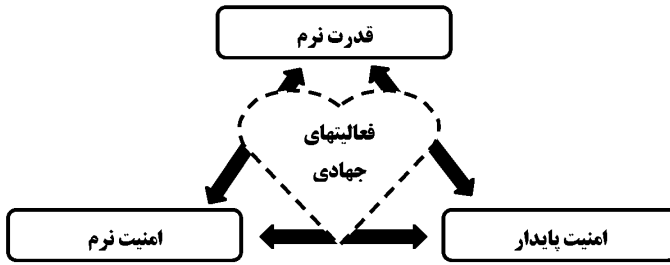 قدرت نرم
فعالیتهای
جهادی
امنیت پایدار
امنیت نرم